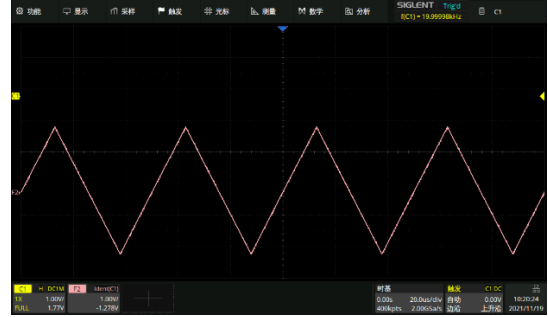 功能 显示 采样 触发 光标 测量 数学 分析 SIGLENT Trig'd C1
f(C1) = 19.99998kHz
F2
C1 H DC1M F2 Ident(C1) 时基 触发 C1 DC
1X 1.00V/ 1.00V/ 0.00s 20.0us/div 自动 0.00V 10:20:24
FULL 1.77V -1.278V 400kpts 2.00GSa/s 边沿 上升沿 2021/11/19